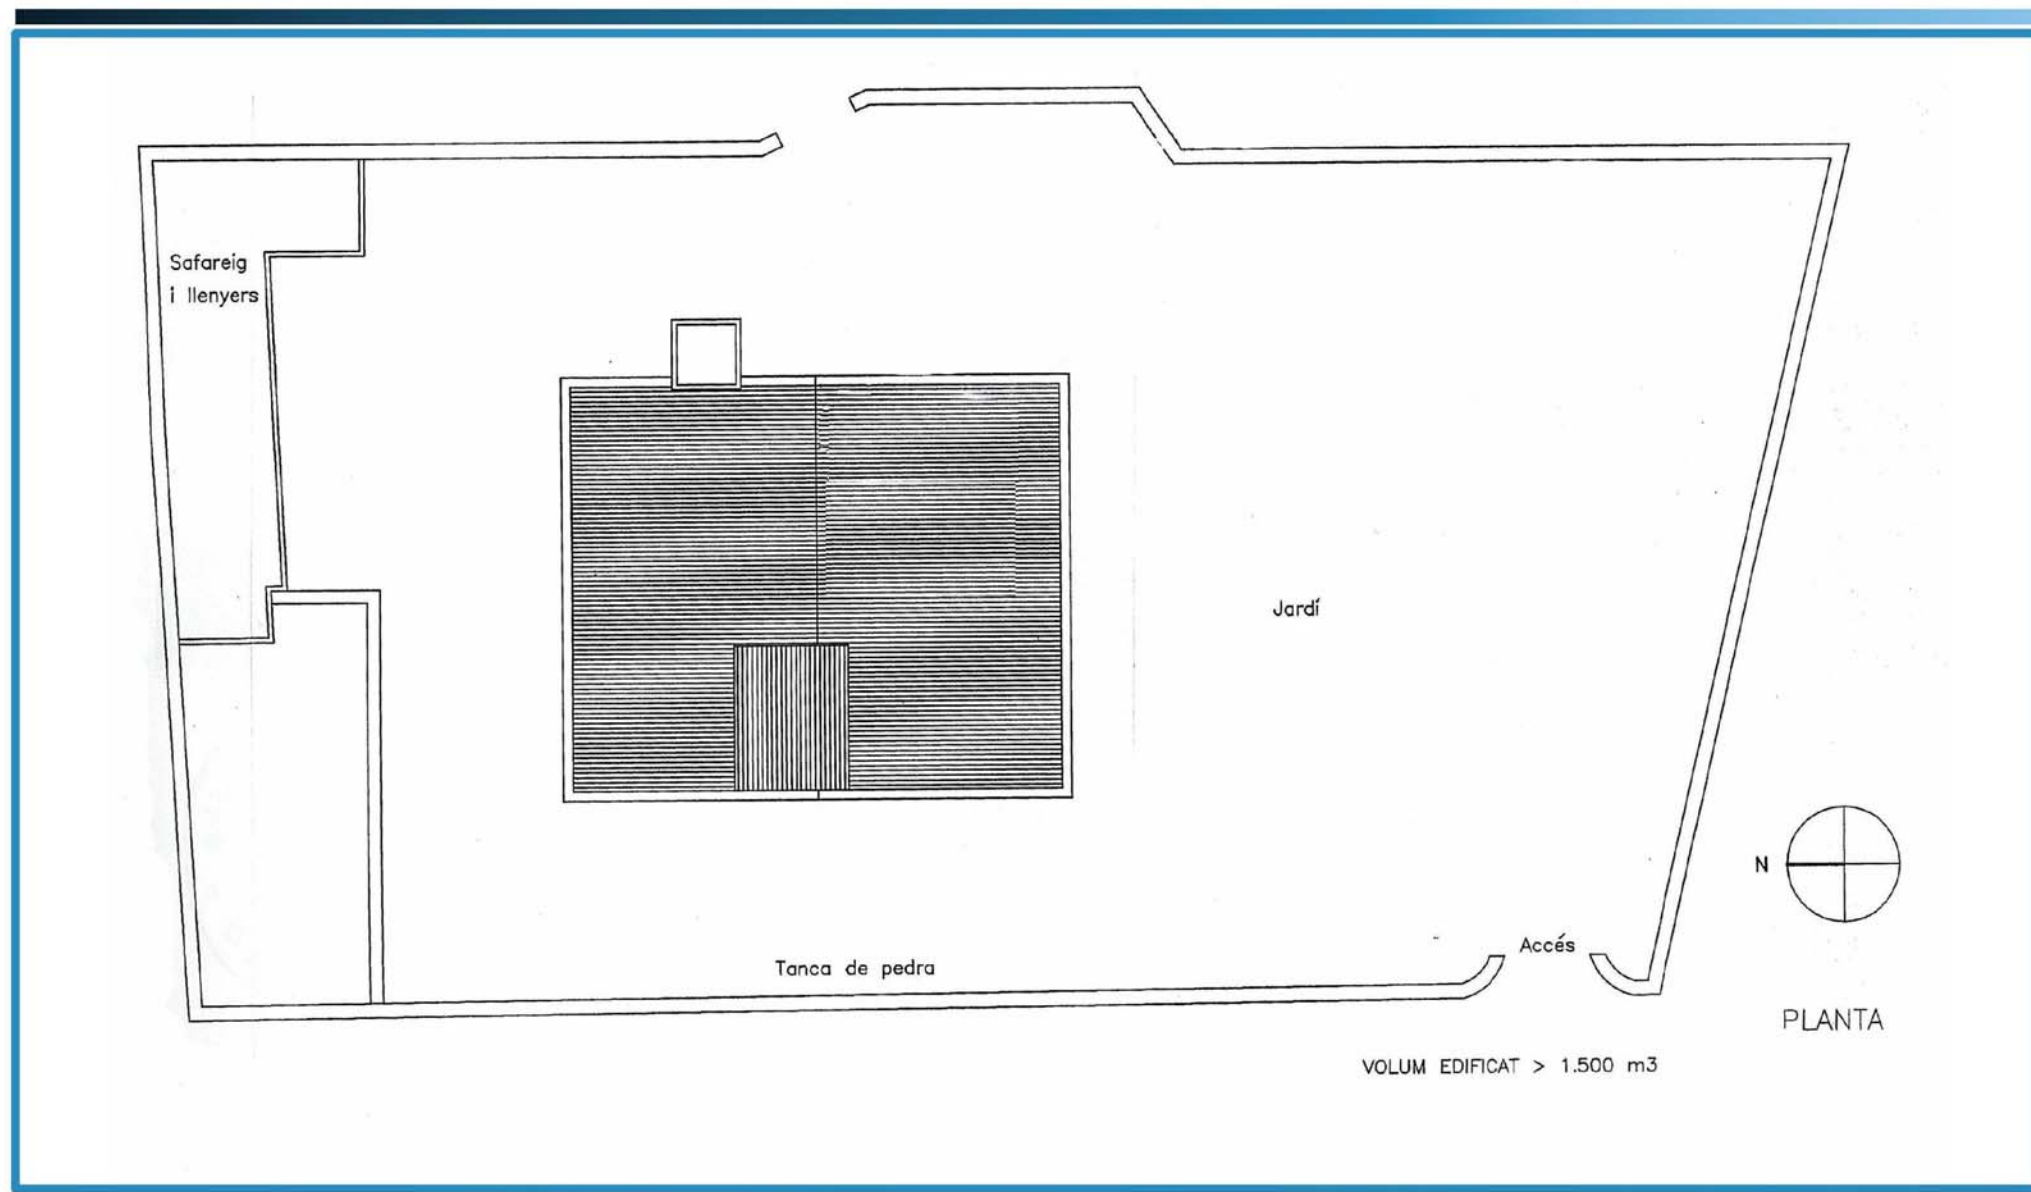 Safareig
i llenyers
Jardí
N
Accés
Tanca de pedra
PLANTA
VOLUM EDIFICAT > 1.500 m3